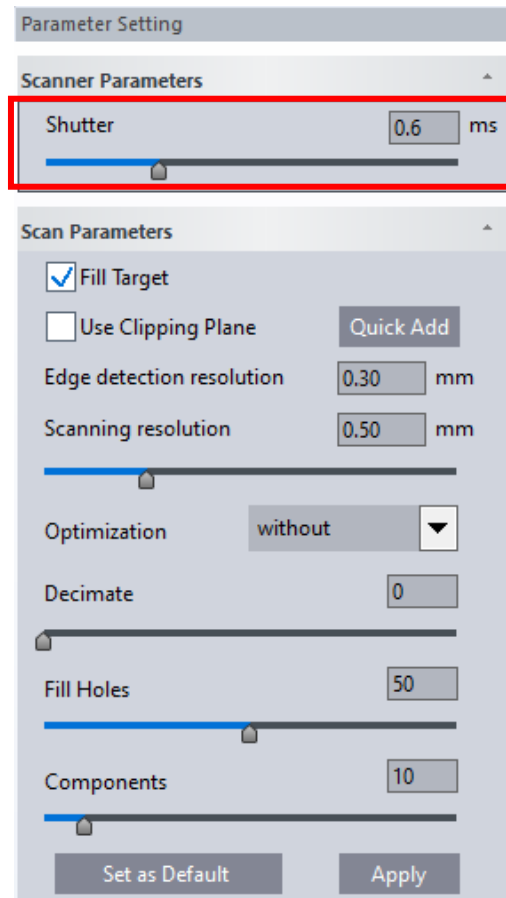 Parameter Setting
Scanner Parameters
Shutter 0.6 ms
Scan Parameters
Fill Target
Use Clipping Plane Quick Add
Edge detection resolution 0.30 mm
Scanning resolution 0.50 mm
Optimization without
Decimate 0
Fill Holes 50
Components 10
Set as Default Apply